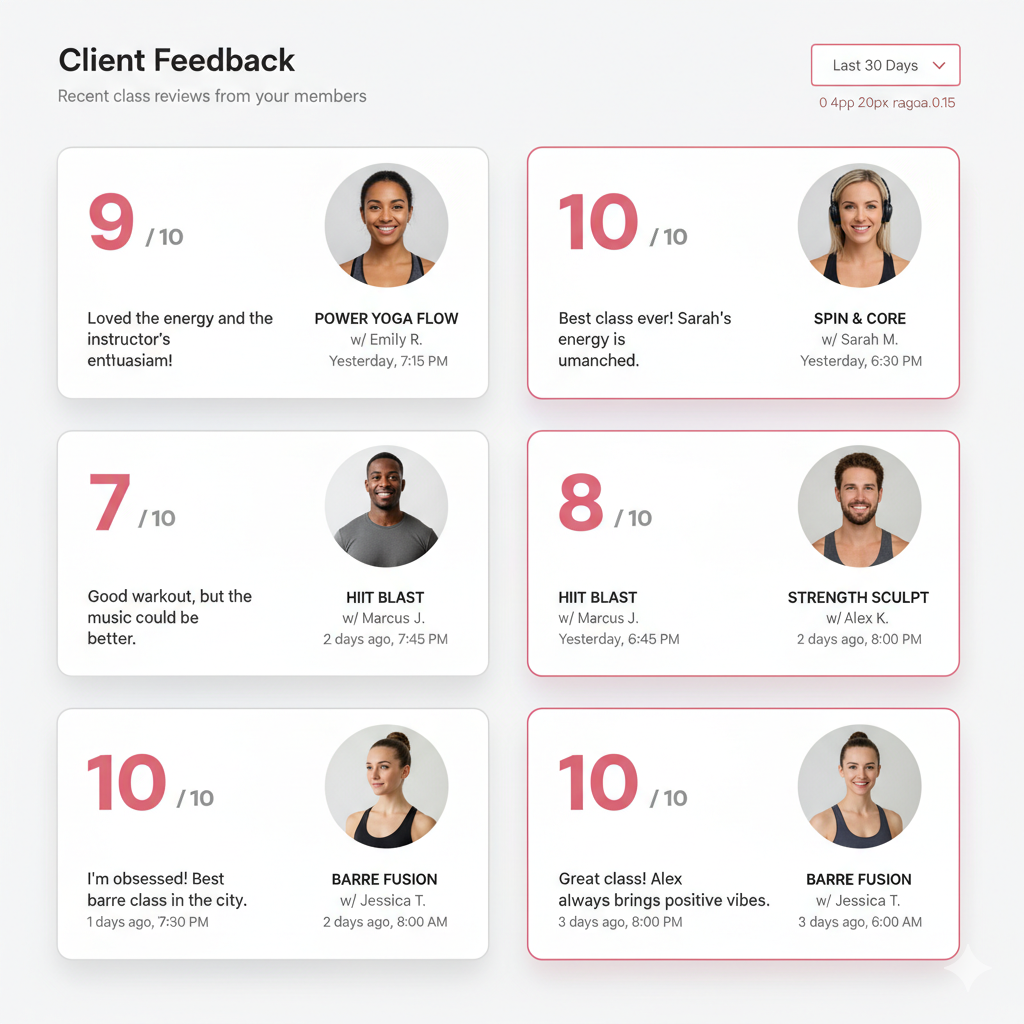 Client Feedback
Recent class reviews from your members
Last 30 Days
0 4pp 20px ragoa.0.15
9 / 10
Loved the energy and the
instructor's
enthuasiam!
POWER YOGA FLOW
w/ Emily R.
Yesterday, 7:15 PM
10 / 10
Best class ever! Sarah's
energy is
umanched.
SPIN & CORE
w/ Sarah M.
Yesterday, 6:30 PM
7 / 10
Good warkout, but the
music could be
better.
HIIT BLAST
w/ Marcus J.
2 days ago, 7:45 PM
8 / 10
HIIT BLAST
w/ Marcus J.
Yesterday, 6:45 PM
STRENGTH SCULPT
w/ Alex K.
2 days ago, 8:00 PM
10 / 10
I'm obsessed! Best
barre class in the city.
1 days ago, 7:30 PM
BARRE FUSION
w/ Jessica T.
2 days ago, 8:00 AM
10 / 10
Great class! Alex
always brings positive vibes.
3 days ago, 8:00 PM
BARRE FUSION
w/ Jessica T.
3 days ago, 6:00 AM